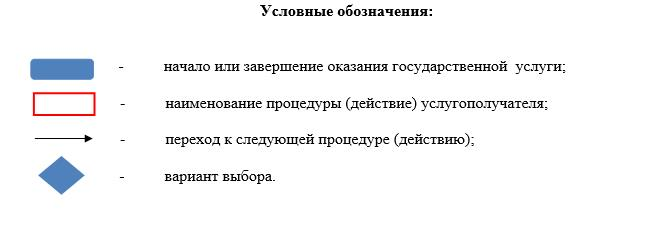 Условные обозначения:
- начало или завершение оказания государственной услуги;
- наименование процедуры (действие) услугополучателя;
- переход к следующей процедуре (действию);
- вариант выбора.